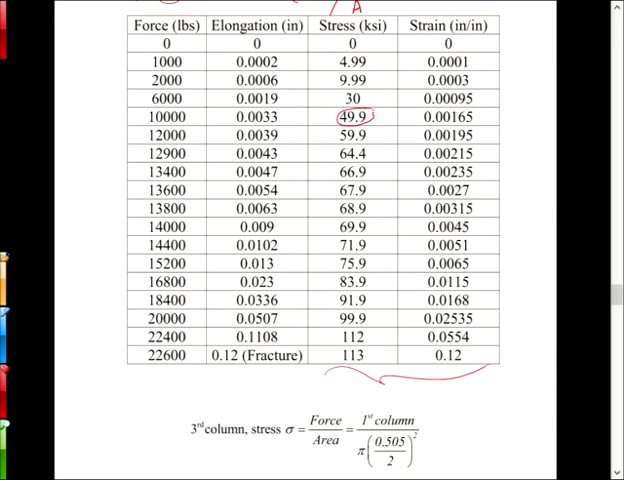 A
Force (lbs) Elongation (in) Stress (ksi) Strain (in/in)
0 0 0 0
1000 0.0002 4.99 0.0001
2000 0.0006 9.99 0.0003
6000 0.0019 30 0.00095
10000 0.0033 49.9 0.00165
12000 0.0039 59.9 0.00195
12900 0.0043 64.4 0.00215
13400 0.0047 66.9 0.00235
13600 0.0054 67.9 0.0027
13800 0.0063 68.9 0.00315
14000 0.009 69.9 0.0045
14400 0.0102 71.9 0.0051
15200 0.013 75.9 0.0065
16800 0.023 83.9 0.0115
18400 0.0336 91.9 0.0168
20000 0.0507 99.9 0.02535
22400 0.1108 112 0.0554
22600 0.12 (Fracture) 113 0.12
3rd column, stress σ = Force / Area = 1st column / π(0.505 / 2)²